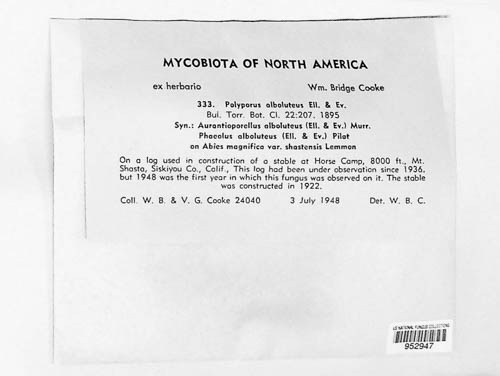 MYCOBIOTA OF NORTH AMERICA
ex herbario Wm. Bridge Cooke
333. Polyporus alboluteus Ell. & Ev.
Bul. Torr. Bot. Cl. 22:207. 1895
Syn.: Aurantioporellus alboluteus (Ell. & Ev.) Murr.
Phaeolus alboluteus (Ell. & Ev.) Pilat
on Abies magnifica var. shastensis Lemmon
On a log used in construction of a stable at Horse Camp, 8000 ft., Mt.
Shasta, Siskiyou Co., Calif., This log had been under observation since 1936,
but 1948 was the first year in which this fungus was observed on it. The stable
was constructed in 1922.
Coll. W. B. & V. G. Cooke 24040 3 July 1948 Det. W. B. C.
US NATIONAL FUNGUS COLLECTIONS
952947